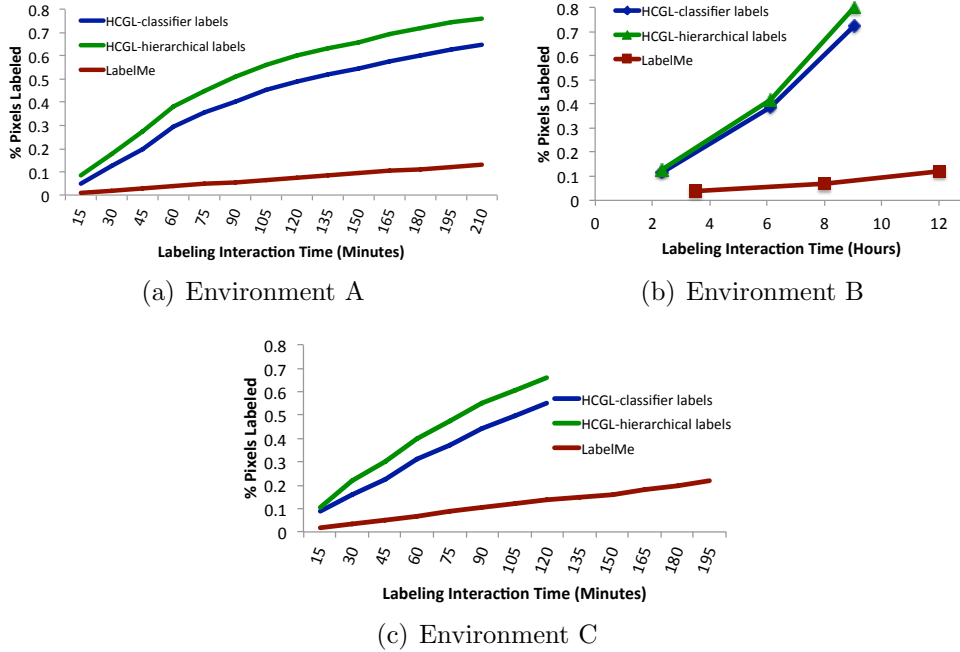 0.8
0.7
0.6
0.5
0.4
0.3
0.2
0.1
0
% Pixels Labeled
HCGL-classifier labels
HCGL-hierarchical labels
LabelMe
15 30 45 60 75 90 105 120 135 150 165 180 195 210
Labeling Interaction Time (Minutes)
(a) Environment A
0.8
0.7
0.6
0.5
0.4
0.3
0.2
0.1
0
% Pixels Labeled
HCGL-classifier labels
HCGL-hierarchical labels
LabelMe
0 2 4 6 8 10 12
Labeling Interaction Time (Hours)
(b) Environment B
0.8
0.7
0.6
0.5
0.4
0.3
0.2
0.1
0
% Pixels Labeled
HCGL-classifier labels
HCGL-hierarchical labels
LabelMe
15 30 45 60 75 90 105 120 135 150 165 180 195
Labeling Interaction Time (Minutes)
(c) Environment C